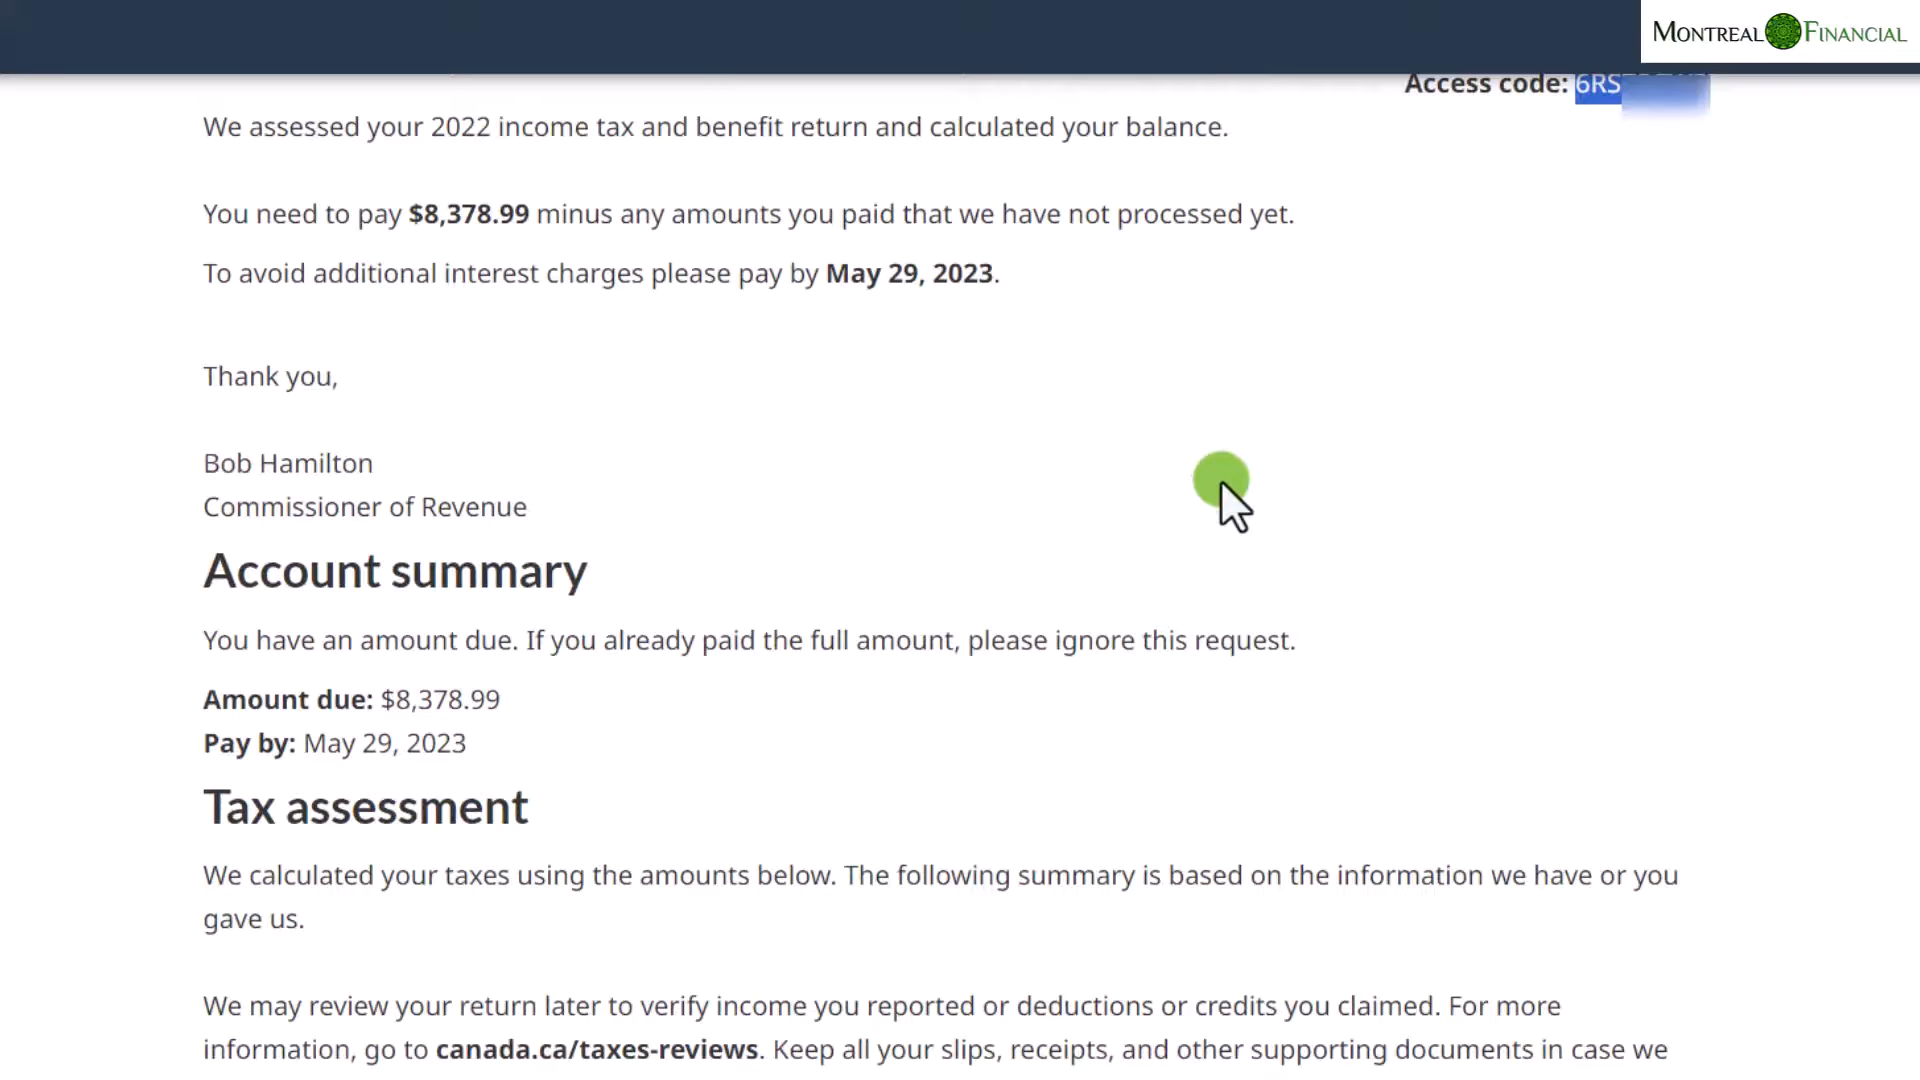 MONTREAL FINANCIAL
Access code: 6RS
We assessed your 2022 income tax and benefit return and calculated your balance.
You need to pay $8,378.99 minus any amounts you paid that we have not processed yet.
To avoid additional interest charges please pay by May 29, 2023.
Thank you,
Bob Hamilton
Commissioner of Revenue
Account summary
You have an amount due. If you already paid the full amount, please ignore this request.
Amount due: $8,378.99
Pay by: May 29, 2023
Tax assessment
We calculated your taxes using the amounts below. The following summary is based on the information we have or you
gave us.
We may review your return later to verify income you reported or deductions or credits you claimed. For more
information, go to canada.ca/taxes-reviews. Keep all your slips, receipts, and other supporting documents in case we